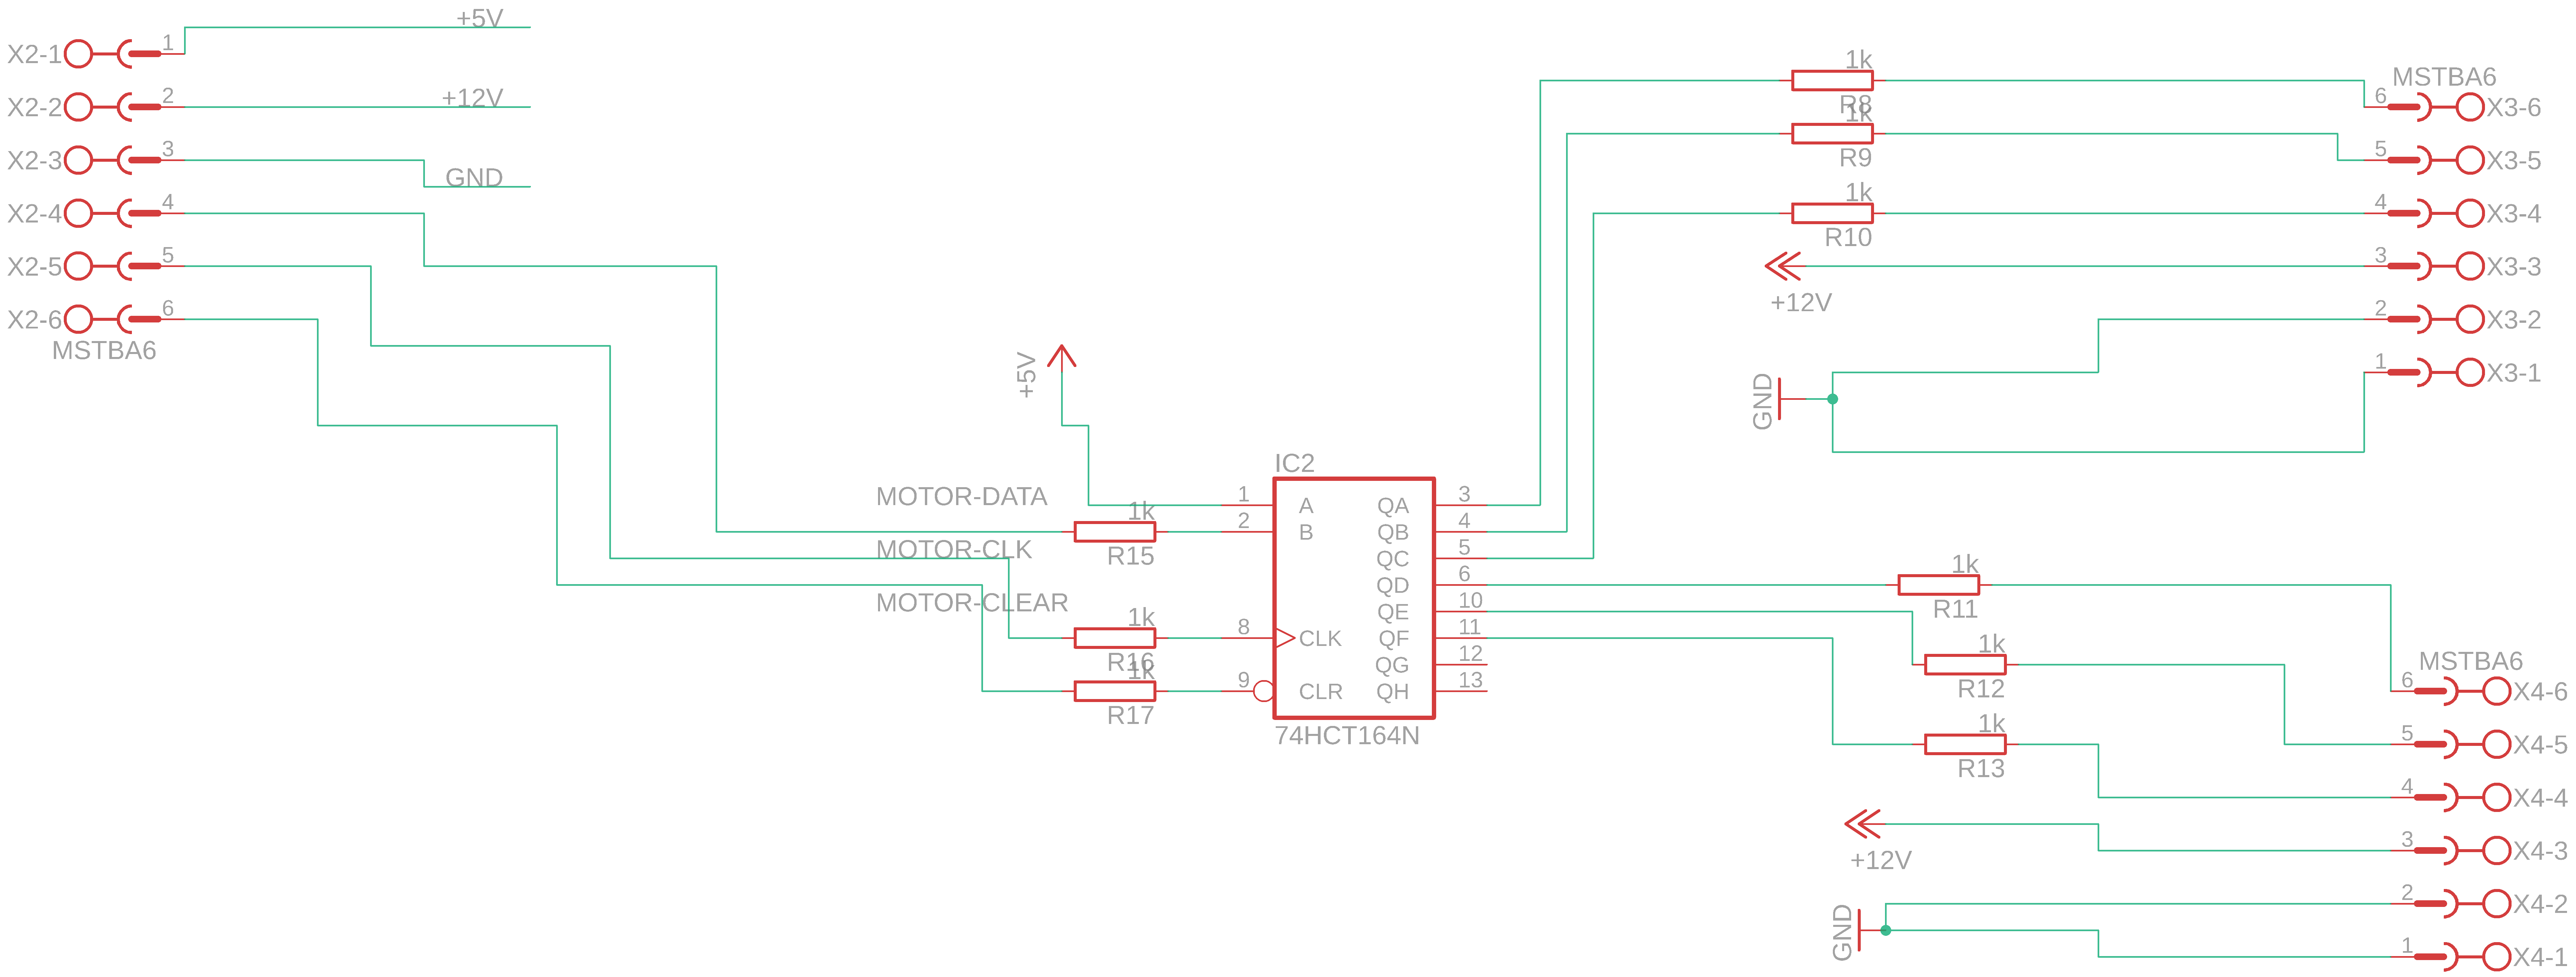 +5V
X2-1 1
+12V
X2-2 2
X2-3 3
GND
X2-4 4
X2-5 5
X2-6 6
MSTBA6
+5V
MOTOR-DATA
MOTOR-CLK
MOTOR-CLEAR
1k
R15
1k
R16
1k
R17
IC2
1 A QA 3
2 B QB 4
QC 5
QD 6
QE 10
8 CLK QF 11
QG 12
9 CLR QH 13
74HCT164N
1k
R8
1k
R9
1k
R10
+12V
GND
MSTBA6
6 X3-6
5 X3-5
4 X3-4
3 X3-3
2 X3-2
1 X3-1
1k
R11
1k
R12
1k
R13
+12V
GND
MSTBA6
6 X4-6
5 X4-5
4 X4-4
3 X4-3
2 X4-2
1 X4-1